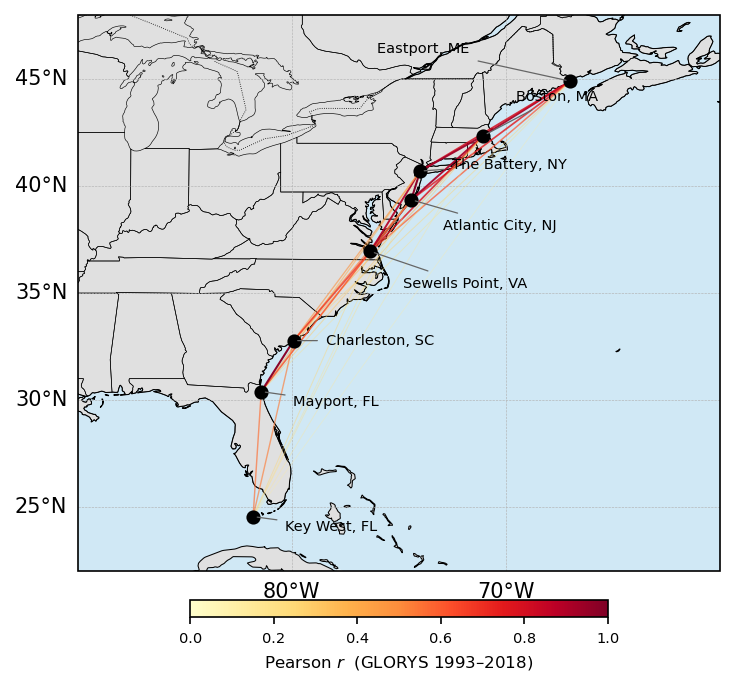 Eastport, ME
45°N
Boston, MA
The Battery, NY
40°N
Atlantic City, NJ
Sewells Point, VA
35°N
Charleston, SC
30°N
Mayport, FL
25°N
Key West, FL
80°W 70°W
0.0 0.2 0.4 0.6 0.8 1.0
Pearson r (GLORYS 1993–2018)